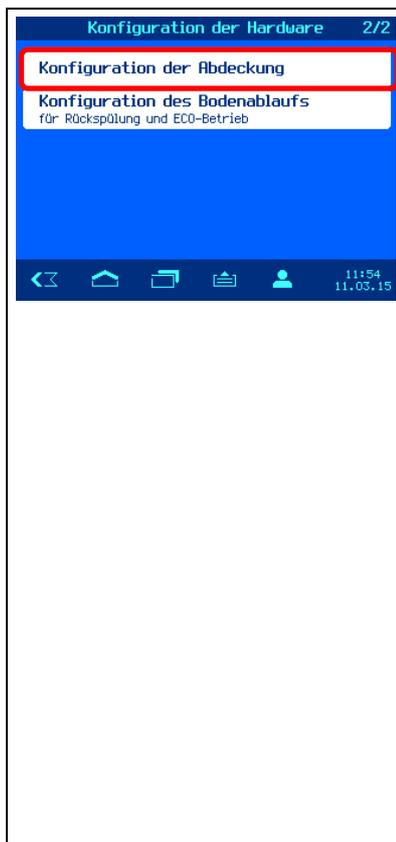 Konfiguration der Hardware 2/2
Konfiguration der Abdeckung
Konfiguration des Bodenablaufs
für Rückspülung und ECO-Betrieb
11:54
11.03.15